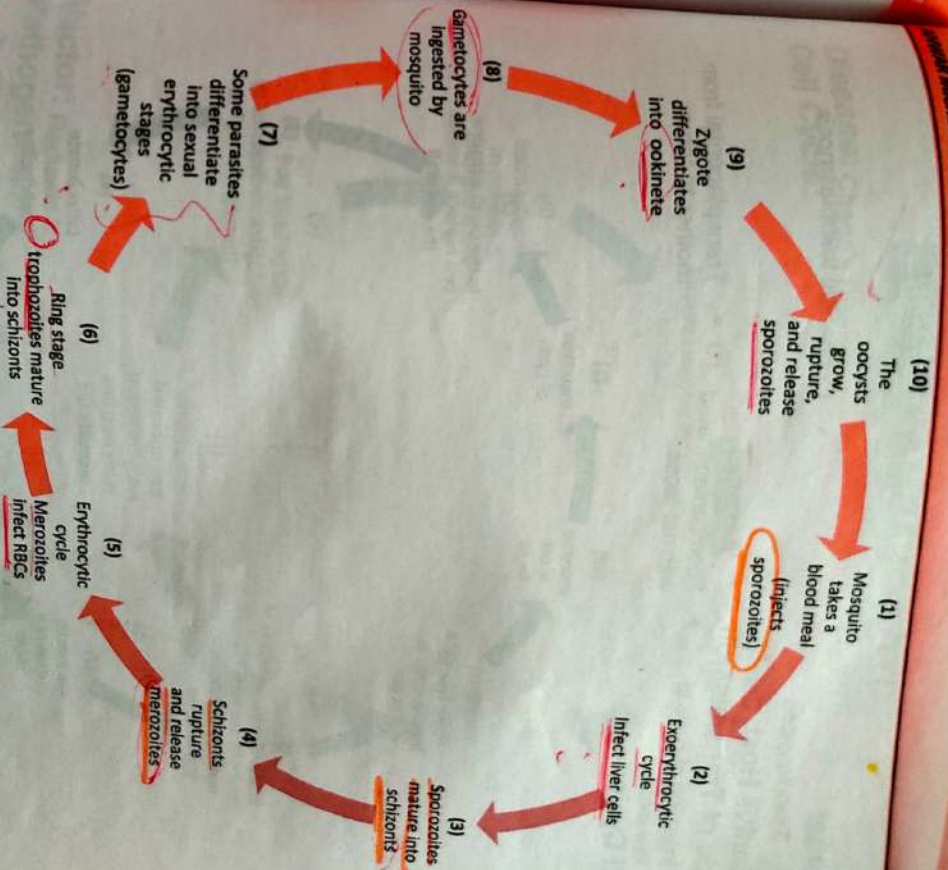 (1)
Mosquito
takes a
blood meal
(injects
sporozoites)
(2)
Exoerythrocytic
cycle
Infect liver cells
(3)
Sporozoites
mature into
schizonts
(4)
Schizonts
rupture
and release
merozoites
(5)
Erythrocytic
cycle
Merozoites
infect RBCs
(6)
Ring stage
trophozoites mature
into schizonts
(7)
Some parasites
differentiate
into sexual
erythrocytic
stages
(gametocytes)
(8)
Gametocytes are
ingested by
mosquito
(9)
Zygote
differentiates
into ookinete
(10)
The
oocysts
grow,
rupture,
and release
sporozoites